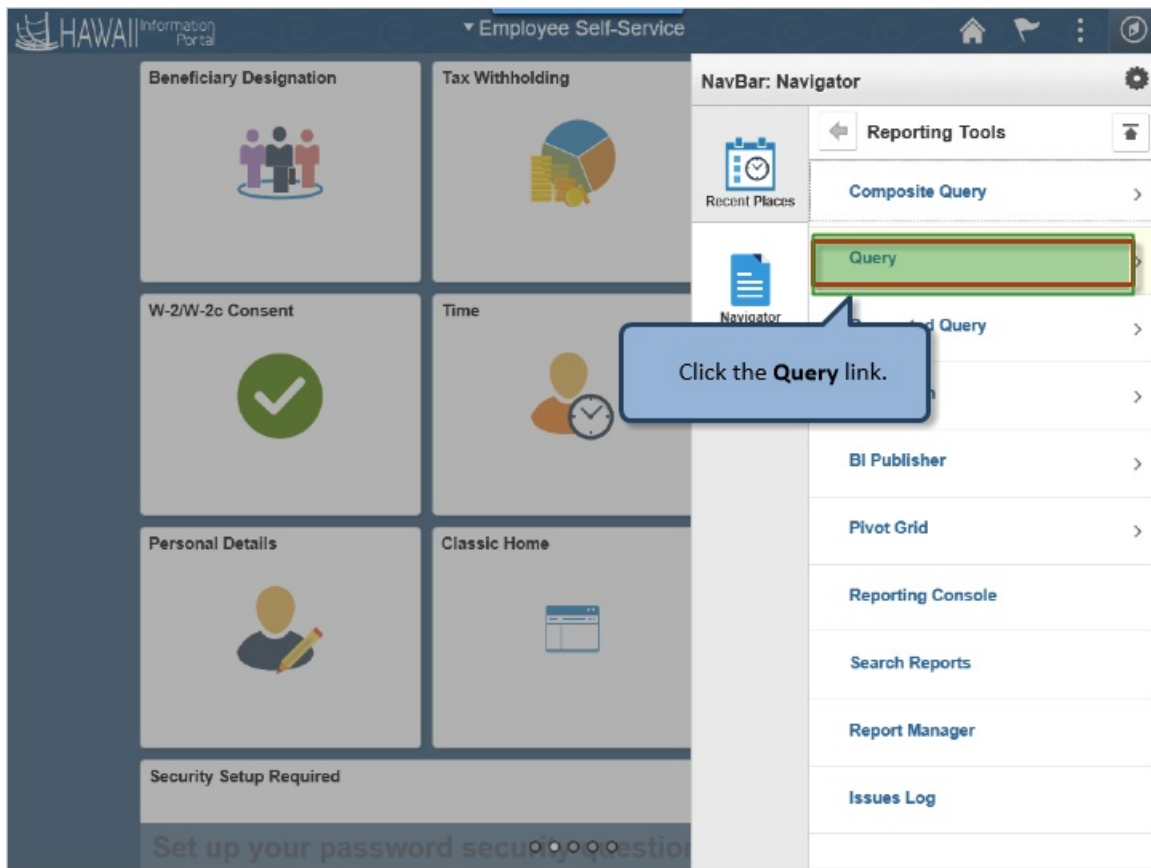 HAWAII Information
Portal
Employee Self-Service
Beneficiary Designation
Tax Withholding
NavBar: Navigator
Recent Places
Reporting Tools
Composite Query
Query
Navigator
Query
Click the Query link.
W-2/W-2c Consent
Time
BI Publisher
Pivot Grid
Personal Details
Classic Home
Reporting Console
Search Reports
Report Manager
Security Setup Required
Issues Log
Set up your password security question